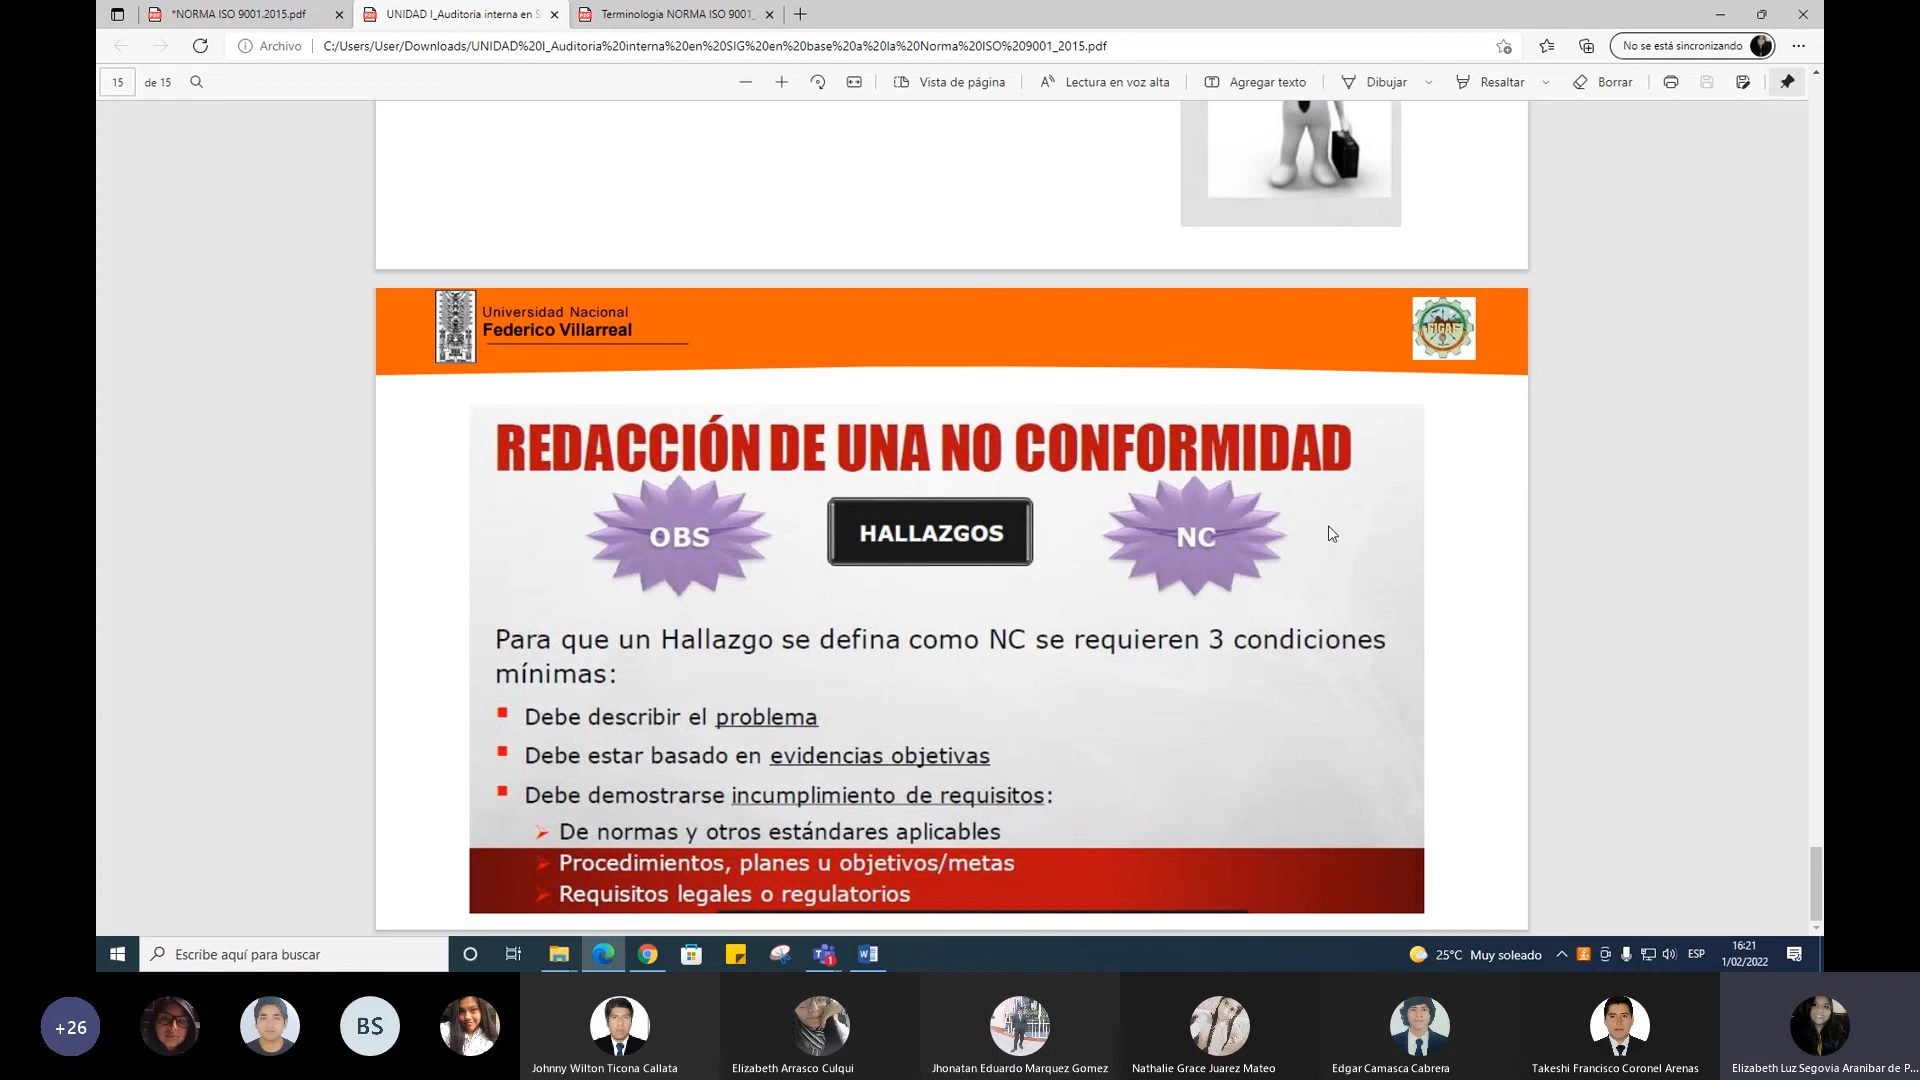 *NORMA ISO 9001.2015.pdf
UNIDAD I_Auditoria interna en S
Terminologia NORMA ISO 9001_
Archivo
C:/Users/User/Downloads/UNIDAD%20I_Auditoria%20interna%20en%20SIG%20en%20base%20a%20la%20Norma%20ISO%209001_2015.pdf
No se está sincronizando
15 de 15
Vista de página
Lectura en voz alta
Agregar texto
Dibujar
Resaltar
Borrar
Universidad Nacional
Federico Villarreal
FIGAE
REDACCIÓN DE UNA NO CONFORMIDAD
OBS
HALLAZGOS
NC
Para que un Hallazgo se defina como NC se requieren 3 condiciones
mínimas:
Debe describir el problema
Debe estar basado en evidencias objetivas
Debe demostrarse incumplimiento de requisitos:
De normas y otros estándares aplicables
Procedimientos, planes u objetivos/metas
Requisitos legales o regulatorios
Escribe aquí para buscar
1
25°C Muy soleado
ESP
16:21
1/02/2022
+26
BS
Johnny Wilton Ticona Callata
Elizabeth Arrasco Culqui
Jhonatan Eduardo Marquez Gomez
Nathalie Grace Juarez Mateo
Edgar Camasca Cabrera
Takeshi Francisco Coronel Arenas
Elizabeth Luz Segovia Aranibar de P...